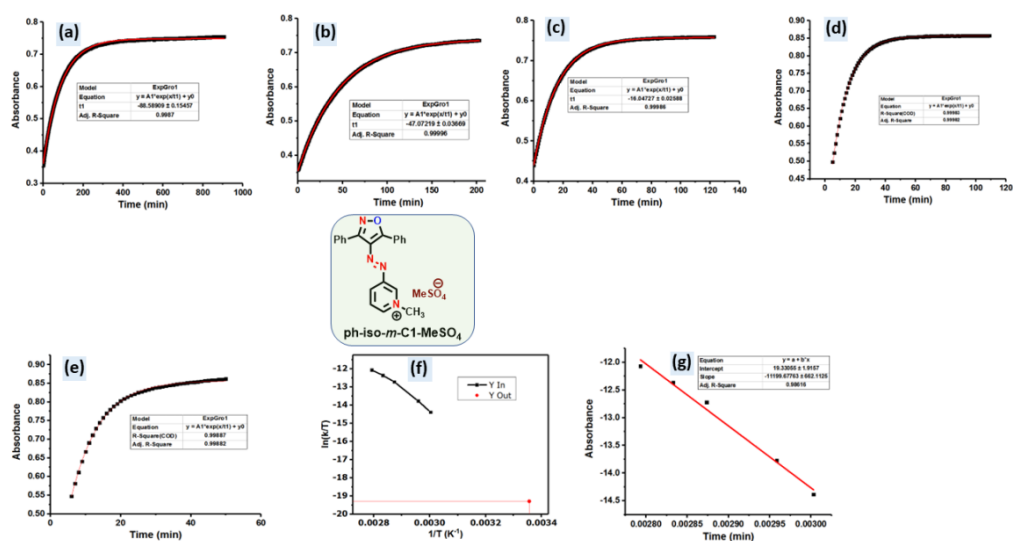 (a)
0.8
0.7
0.6
0.5
0.4
0.3
Absorbance
Model ExpGro1
Equation y = A1*exp(x/t1) + y0
t1 -86.58909 ± 0.15457
Adj. R-Square 0.9987
0 200 400 600 800 1000
Time (min)
(b)
0.8
0.7
0.6
0.5
0.4
Absorbance
Model ExpGro1
Equation y = A1*exp(x/t1) + y0
t1 -47.07219 ± 0.03669
Adj. R-Square 0.99996
0 50 100 150 200
Time (min)
(c)
0.8
0.7
0.6
0.5
0.4
Absorbance
Model ExpGro1
Equation y = A1*exp(x/t1) + y0
t1 -16.04727 ± 0.02588
Adj. R-Square 0.99986
0 20 40 60 80 100 120 140
Time (min)
(d)
0.85
0.80
0.75
0.70
0.65
0.60
0.55
0.50
0.45
Absorbance
Model ExpGro1
Equation y = A1*exp(x/t1) + y0
R-Square(COD) 0.99983
Adj. R-Square 0.99982
0 20 40 60 80 100 120
Time (min)
N O
Ph Ph
N
N
MeSO4 ⊖
N
CH3
⊕
ph-iso-m-C1-MeSO4
(e)
0.90
0.85
0.80
0.75
0.70
0.65
0.60
0.55
0.50
Absorbance
Model ExpGro1
Equation y = A1*exp(x/t1) + y0
R-Square(COD) 0.99887
Adj. R-Square 0.99882
0 20 40 60
Time (min)
(f)
-11
-12
-13
-14
-15
-16
-17
-18
-19
-20
ln(k/T)
Y In
Y Out
0.0028 0.0030 0.0032 0.0034
1/T (K-1)
(g)
-12.0
-12.5
-13.0
-13.5
-14.0
-14.5
Absorbance
Equation y = a + b*x
Intercept 19.33055 ± 1.9157
Slope -11199.67763 ± 662.1125
Adj. R-Square 0.98618
0.00280 0.00285 0.00290 0.00295 0.00300
Time (min)